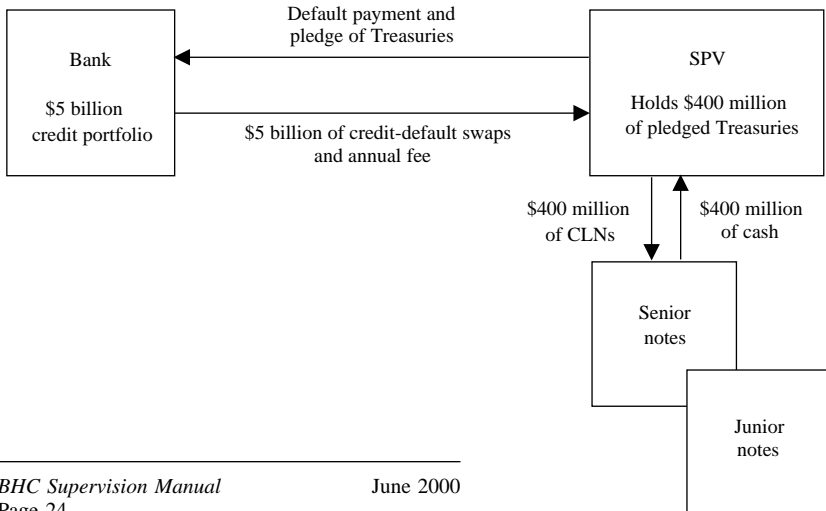 Default payment and
pledge of Treasuries
Bank
$5 billion
credit portfolio
SPV
Holds $400 million
of pledged Treasuries
$5 billion of credit-default swaps
and annual fee
$400 million
of CLNs
$400 million
of cash
Senior
notes
Junior
notes
BHC Supervision Manual June 2000
Page 24